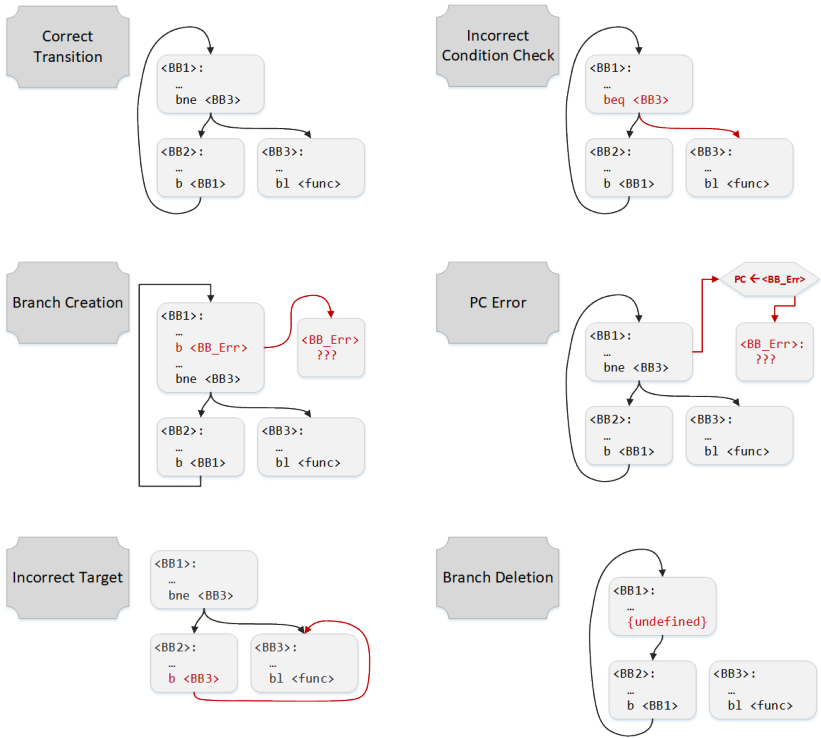 Correct
Transition
<BB1>:
…
bne <BB3>
<BB2>:
…
b <BB1>
<BB3>:
…
bl <func>
Incorrect
Condition Check
<BB1>:
…
beq <BB3>
<BB2>:
…
b <BB1>
<BB3>:
…
bl <func>
Branch Creation
<BB1>:
…
b <BB_Err>
…
bne <BB3>
<BB_Err>
???
<BB2>:
…
b <BB1>
<BB3>:
…
bl <func>
PC Error
PC ←<BB_Err>
<BB1>:
…
bne <BB3>
<BB_Err>:
???
<BB2>:
…
b <BB1>
<BB3>:
…
bl <func>
Incorrect Target
<BB1>:
…
bne <BB3>
<BB2>:
…
b <BB3>
<BB3>:
…
bl <func>
Branch Deletion
<BB1>:
…
{undefined}
<BB2>:
…
b <BB1>
<BB3>:
…
bl <func>